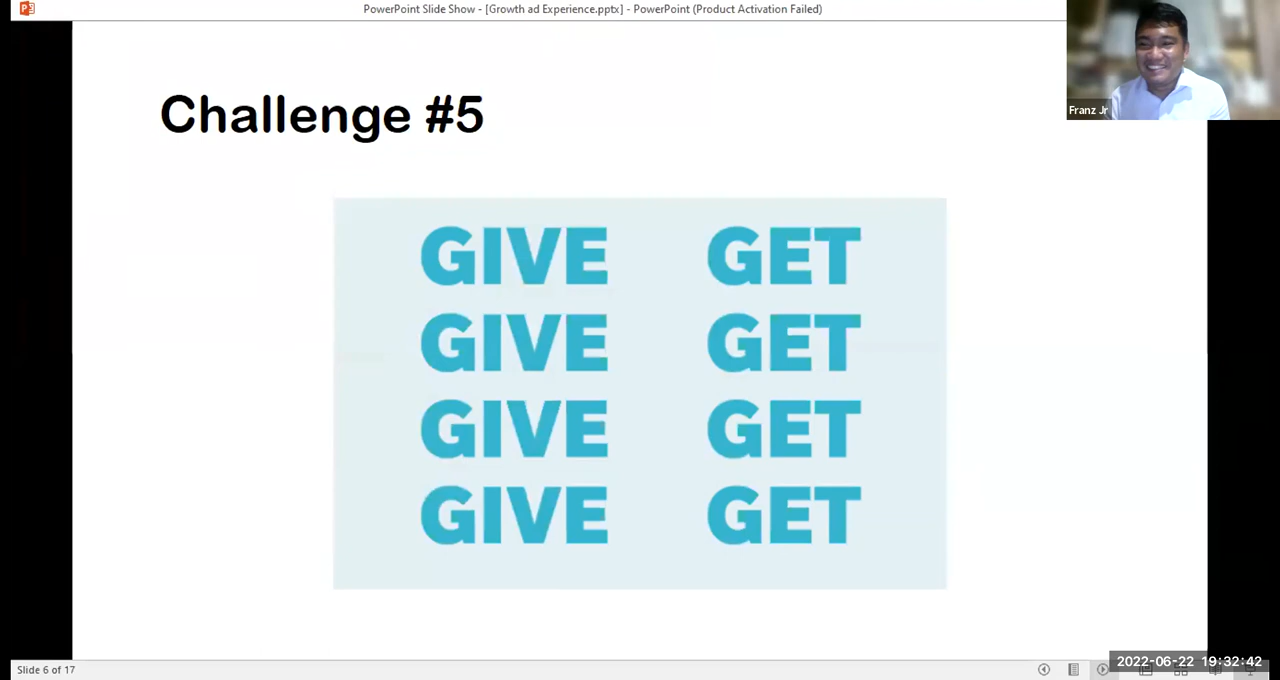 PowerPoint Slide Show - [Growth ad Experience.pptx] - PowerPoint (Product Activation Failed)
Franz Jr
Challenge #5
GIVE GET
GIVE GET
GIVE GET
GIVE GET
Slide 6 of 17
2022-06-22 19:32:42